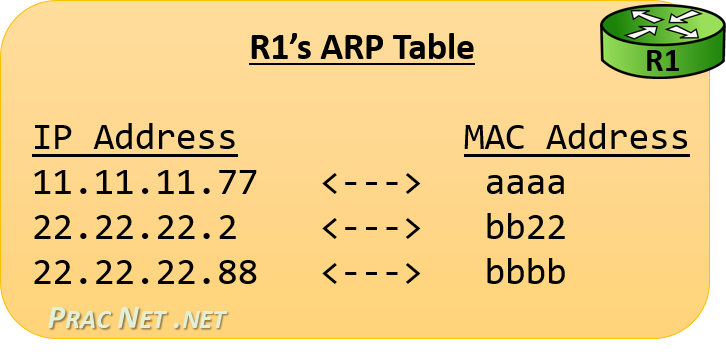 R1’s ARP Table
R1
IP Address MAC Address
11.11.11.77 <---> aaaa
22.22.22.2 <---> bb22
22.22.22.88 <---> bbbb
PRAC NET .NET